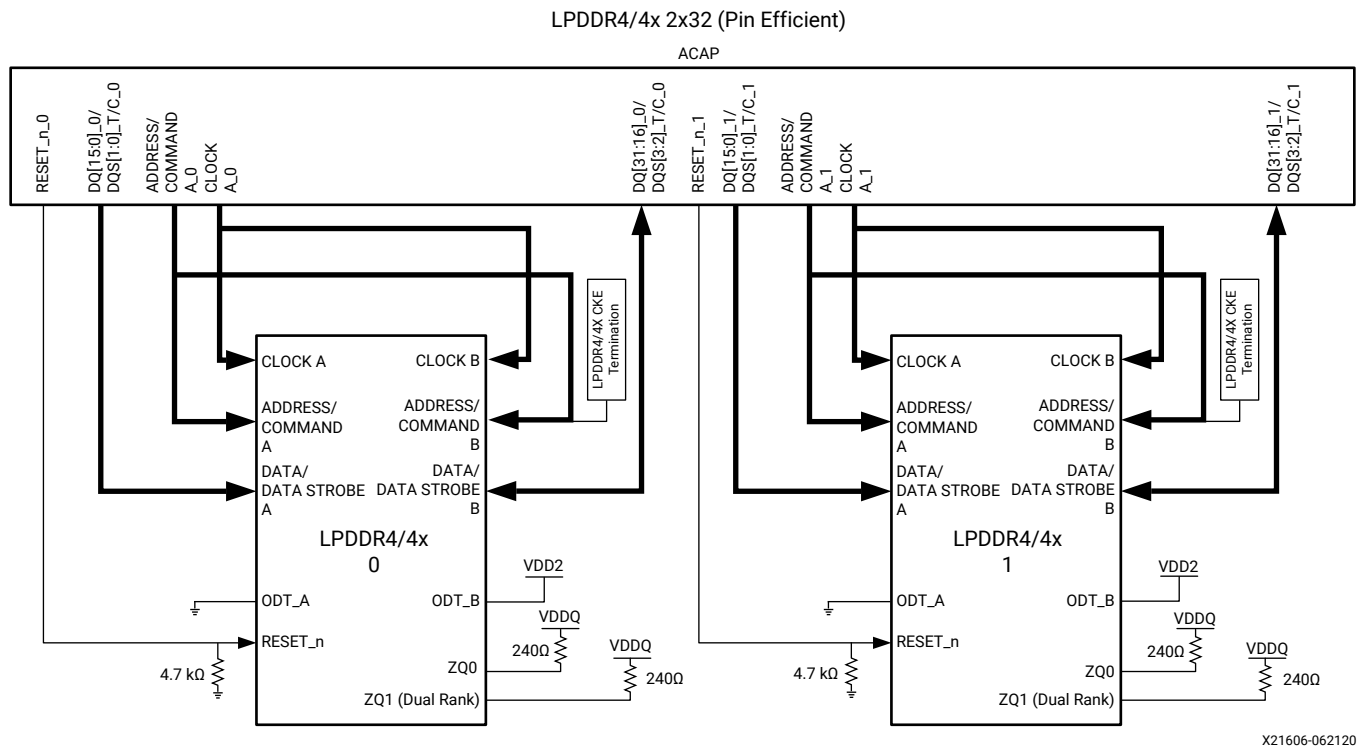 LPDDR4/4x 2x32 (Pin Efficient)
ACAP
RESET_n_0
DQ[15:0]_0/
DQS[1:0]_T/C_0
ADDRESS/
COMMAND
A_0
CLOCK
A_0
DQ[31:16]_0/
DQS[3:2]_T/C_0
RESET_n_1
DQ[15:0]_1/
DQS[1:0]_T/C_1
ADDRESS/
COMMAND
A_1
CLOCK
A_1
DQ[31:16]_1/
DQS[3:2]_T/C_1
CLOCK A
CLOCK B
ADDRESS/
COMMAND
A
ADDRESS/
COMMAND
B
DATA/
DATA STROBE
A
DATA/
DATA STROBE
B
LPDDR4/4X CKE
Termination
LPDDR4/4x
0
ODT_A
ODT_B
VDD2
RESET_n
4.7 kΩ
ZQ0
240Ω
VDDQ
ZQ1 (Dual Rank)
VDDQ
240Ω
CLOCK A
CLOCK B
ADDRESS/
COMMAND
A
ADDRESS/
COMMAND
B
DATA/
DATA STROBE
A
DATA/
DATA STROBE
B
LPDDR4/4X CKE
Termination
LPDDR4/4x
1
ODT_A
ODT_B
VDD2
RESET_n
4.7 kΩ
ZQ0
240Ω
VDDQ
ZQ1 (Dual Rank)
VDDQ
240Ω
X21606-062120